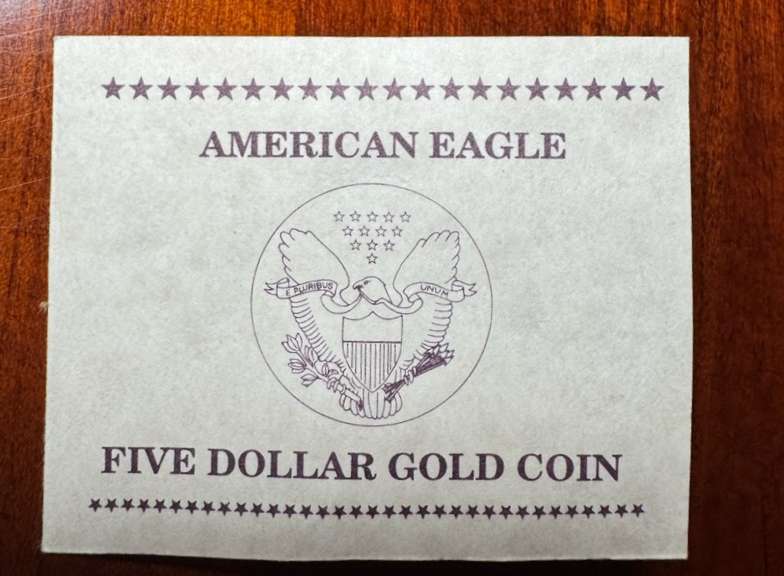 AMERICAN EAGLE
E PLURIBUS UNUM
FIVE DOLLAR GOLD COIN